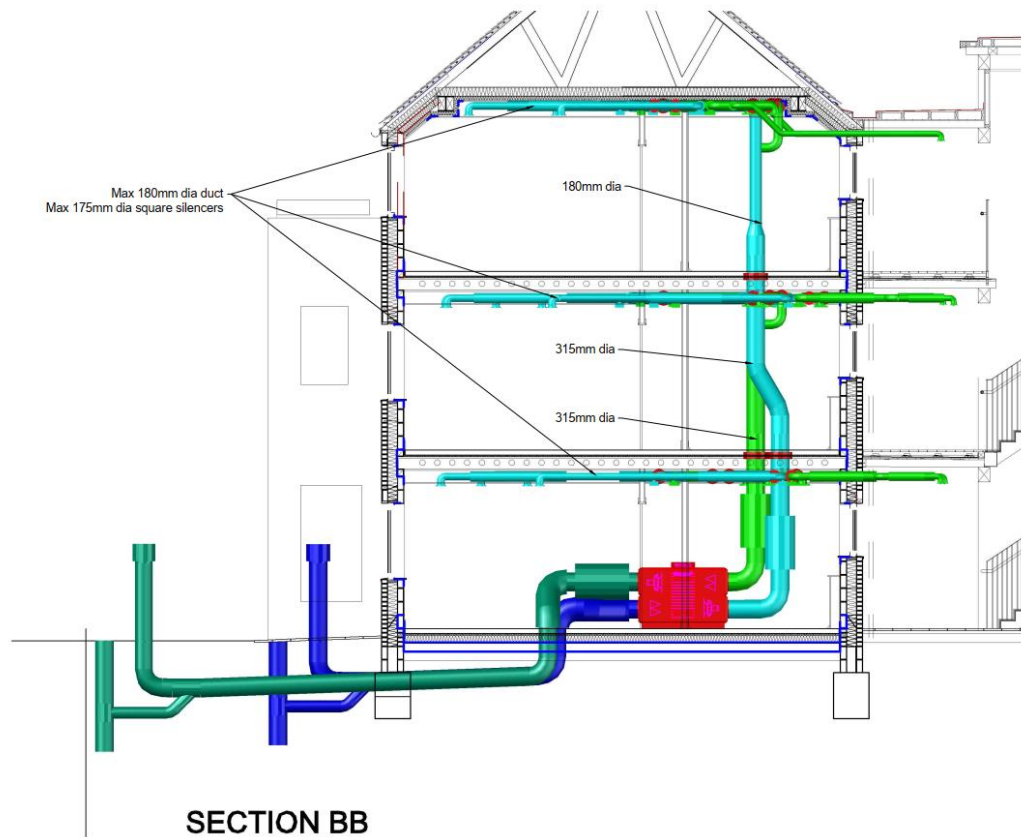 Max 180mm dia duct
Max 175mm dia square silencers
180mm dia
315mm dia
315mm dia
SECTION BB